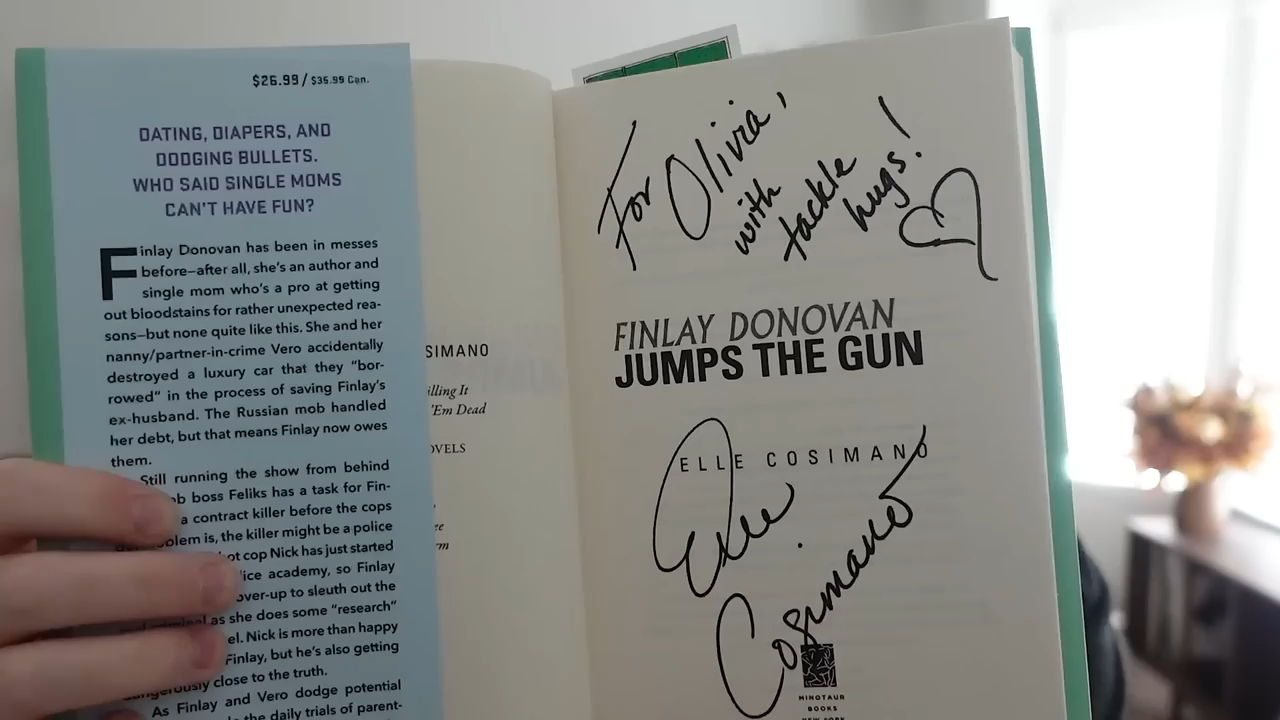 $26.99 / $35.99 Can.
DATING, DIAPERS, AND
DODGING BULLETS.
WHO SAID SINGLE MOMS
CAN'T HAVE FUN?
Finlay Donovan has been in messes
before—after all, she's an author and
single mom who's a pro at getting
out bloodstains for rather unexpected rea-
sons—but none quite like this. She and her
nanny/partner-in-crime Vero accidentally
destroyed a luxury car that they "bor-
rowed" in the process of saving Finlay's
ex-husband. The Russian mob handled
her debt, but that means Finlay now owes
them.
Still running the show from behind
boss Feliks has a task for Fin-
a contract killer before the cops
is, the killer might be a police
cop Nick has just started
academy, so Finlay
to sleuth out the
as she does some "research"
Nick is more than happy
Finlay, but he's also getting
dangerously close to the truth.
As Finlay and Vero dodge potential
the daily trials of parent-
SIMANO
illing It
'Em Dead
OVELS
For Olivia,
with
tackle
hugs!
FINLAY DONOVAN
JUMPS THE GUN
ELLE COSIMANO
Elle
Cosimano
MINOTAUR
BOOKS
NEW YORK